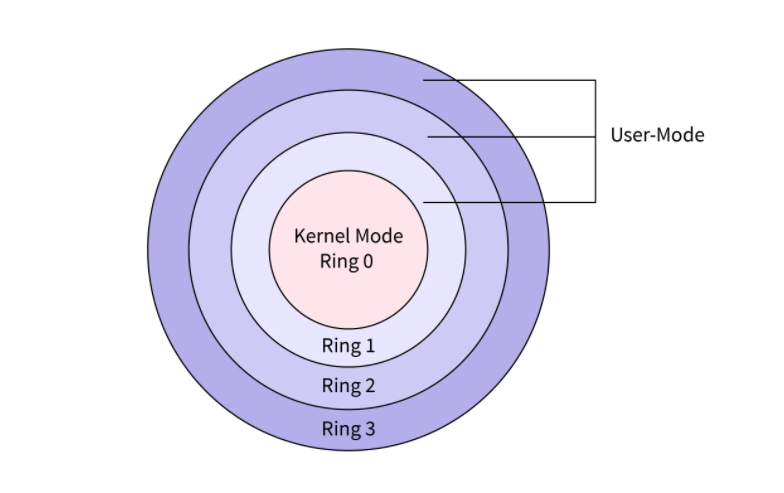 User-Mode
Kernel Mode
Ring 0
Ring 1
Ring 2
Ring 3